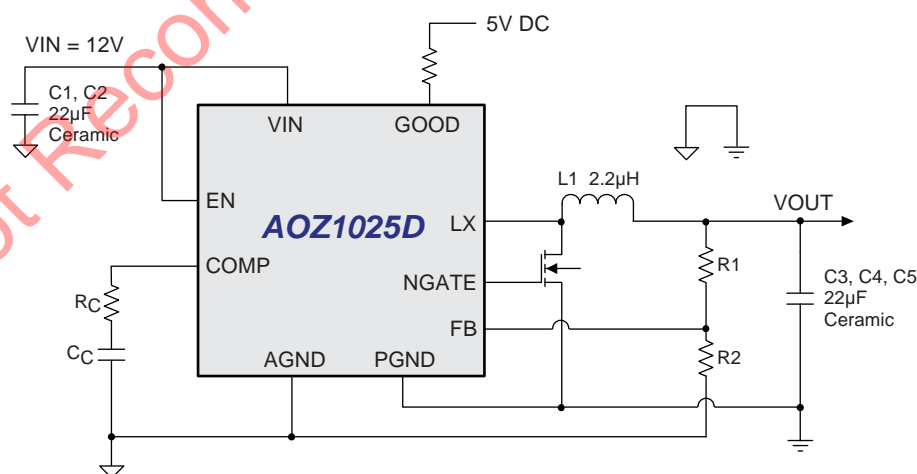 5V DC
VIN = 12V
C1, C2
22µF
Ceramic
VIN
GOOD
EN
AOZ1025D
LX
L1 2.2µH
VOUT
COMP
NGATE
R1
C3, C4, C5
22µF
Ceramic
RC
FB
CC
AGND
PGND
R2